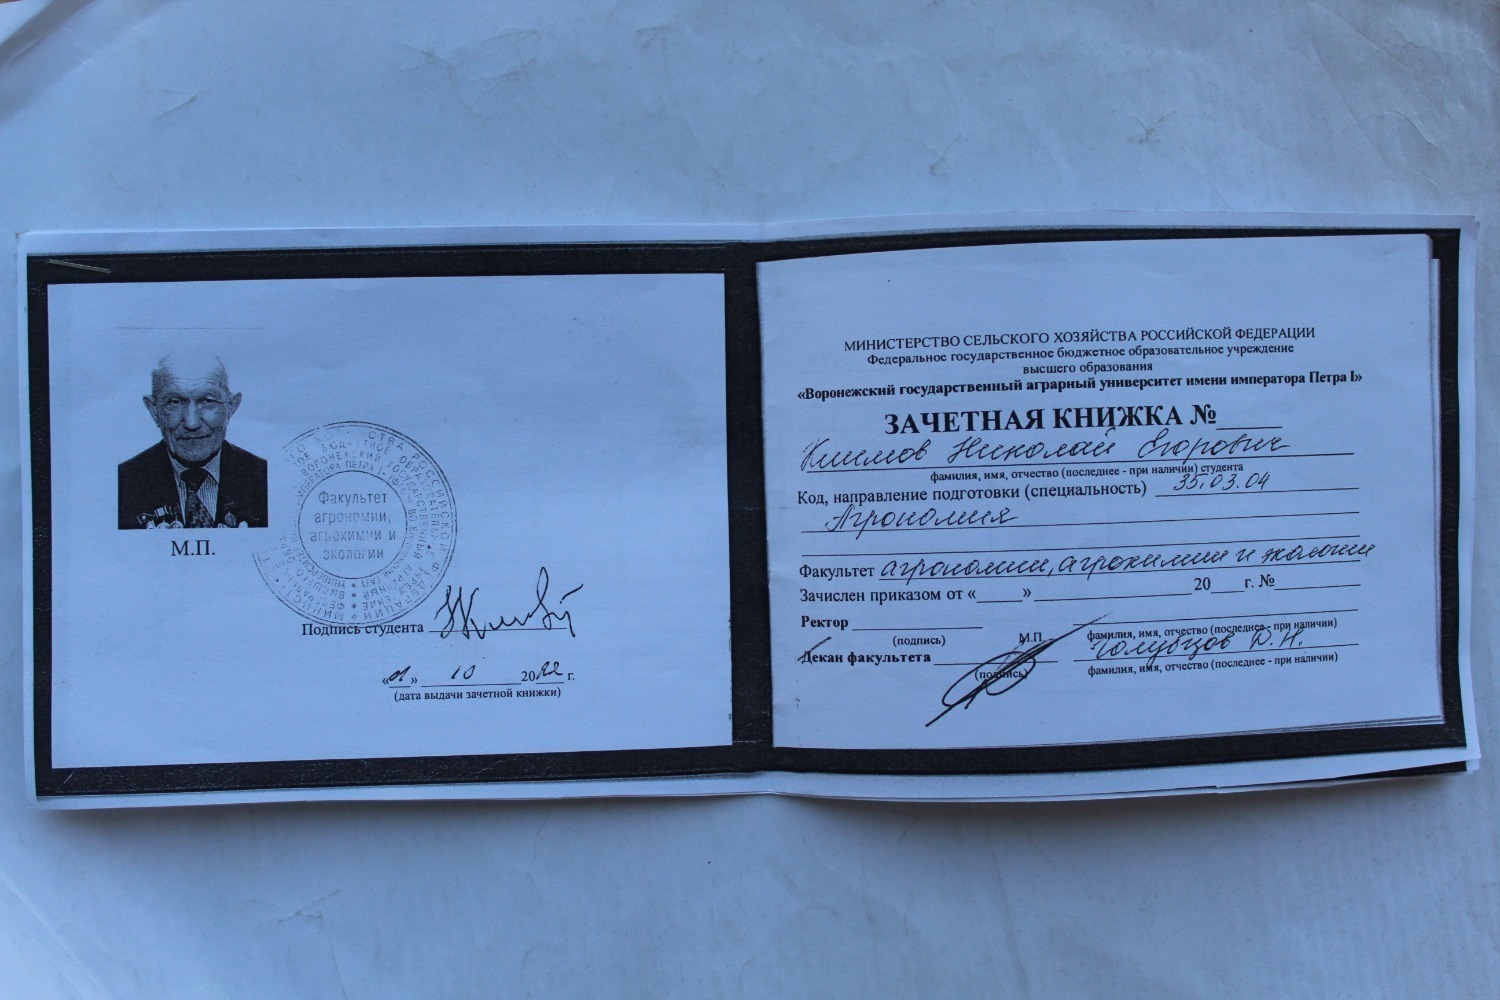 М.П.
Факультет
агрономии,
агрохимии и
экологии
Подпись студента
«01» 10 2022 г.
(дата выдачи зачетной книжки)
МИНИСТЕРСТВО СЕЛЬСКОГО ХОЗЯЙСТВА РОССИЙСКОЙ ФЕДЕРАЦИИ
Федеральное государственное бюджетное образовательное учреждение
высшего образования
«Воронежский государственный аграрный университет имени императора Петра I»
ЗАЧЕТНАЯ КНИЖКА №
Николай Егорович
фамилия, имя, отчество (последнее - при наличии) студента
Код, направление подготовки (специальность) 35.03.04
Агрономия
Факультет агрономии, агрохимии и экологии
Зачислен приказом от « » 20 г. №
Ректор
(подпись) М.П. фамилия, имя, отчество (последнее - при наличии)
Декан факультета Голубцов Д.Н.
(подпись) фамилия, имя, отчество (последнее - при наличии)